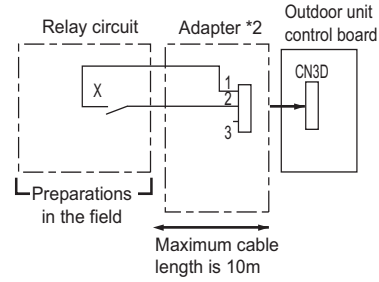 Outdoor unit
control board
Relay circuit
Adapter *2
CN3D
X
1
2
3
Preparations
in the field
Maximum cable
length is 10m